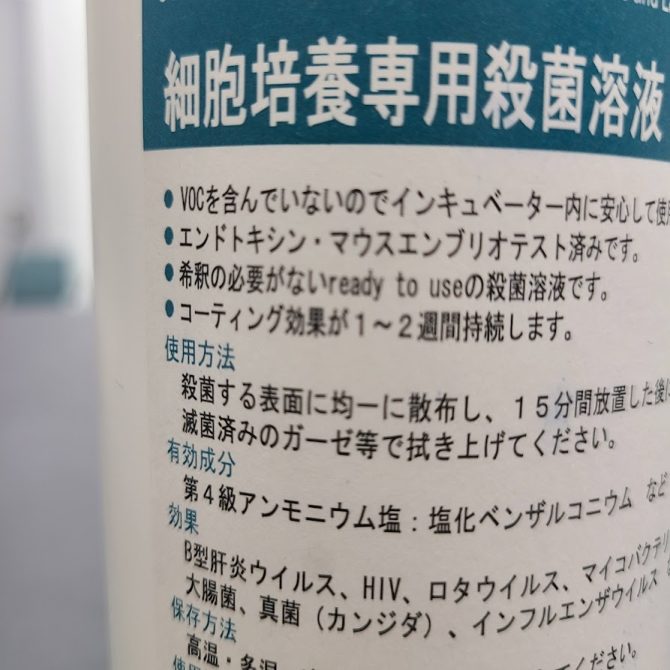 細胞培養専用殺菌溶液
● VOCを含んでいないのでインキュベーター内に安心して使
● エンドトキシン・マウスエンブリオテスト済みです。
● 希釈の必要がないready to useの殺菌溶液です。
● コーティング効果が1～2週間持続します。
使用方法
殺菌する表面に均一に散布し、15分間放置した後に
滅菌済みのガーゼ等で拭き上げてください。
有効成分
第4級アンモニウム塩：塩化ベンザルコニウム など
効果
B型肝炎ウイルス、HIV、ロタウイルス、マイコバクテリ
大腸菌、真菌（カンジダ）、インフルエンザウイルス
保存方法
高温・多湿
ください。